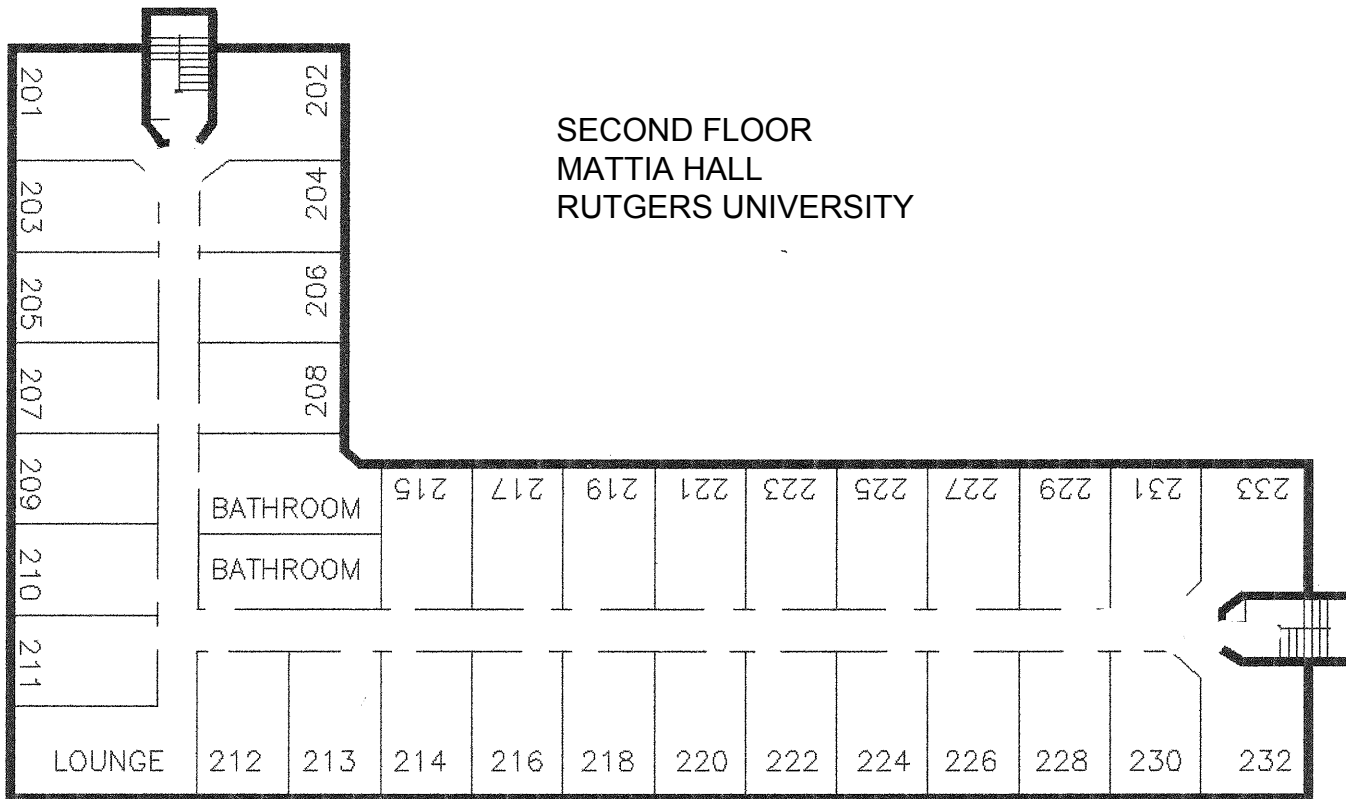 201
202
SECOND FLOOR
MATTIA HALL
RUTGERS UNIVERSITY
203
204
205
206
207
208
209
BATHROOM
BATHROOM
210
211
215 217 219 221 223 225 227 229 231 233
LOUNGE 212 213 214 216 218 220 222 224 226 228 230 232